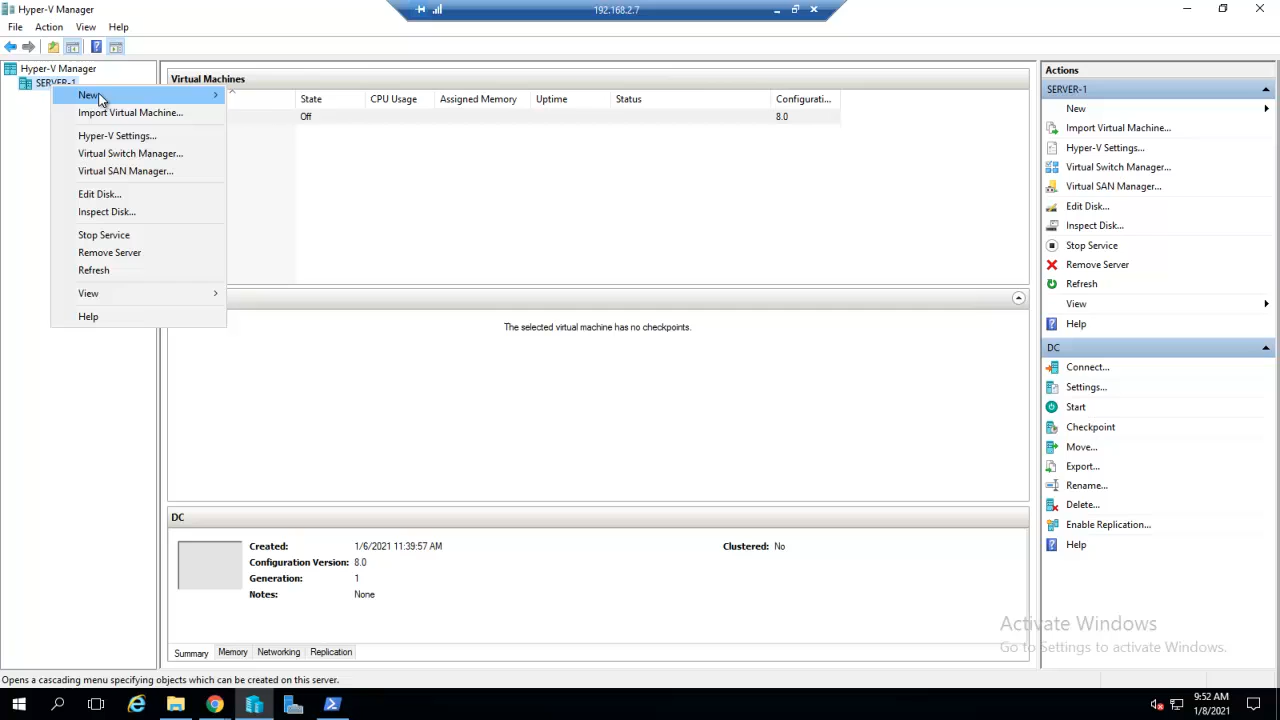 Hyper-V Manager
192.168.2.7
File Action View Help
Hyper-V Manager
SERVER-1
New
Import Virtual Machine...
Hyper-V Settings...
Virtual Switch Manager...
Virtual SAN Manager...
Edit Disk...
Inspect Disk...
Stop Service
Remove Server
Refresh
View
Help
Virtual Machines
State CPU Usage Assigned Memory Uptime Status Configurati...
Off 8.0
The selected virtual machine has no checkpoints.
DC
Created: 1/6/2021 11:39:57 AM Clustered: No
Configuration Version: 8.0
Generation: 1
Notes: None
Summary Memory Networking Replication
Actions
SERVER-1
New
Import Virtual Machine...
Hyper-V Settings...
Virtual Switch Manager...
Virtual SAN Manager...
Edit Disk...
Inspect Disk...
Stop Service
Remove Server
Refresh
View
Help
DC
Connect...
Settings...
Start
Checkpoint
Move...
Export...
Rename...
Delete...
Enable Replication...
Help
Activate Windows
Go to Settings to activate Windows.
Opens a cascading menu specifying objects which can be created on this server.
9:52 AM
1/8/2021